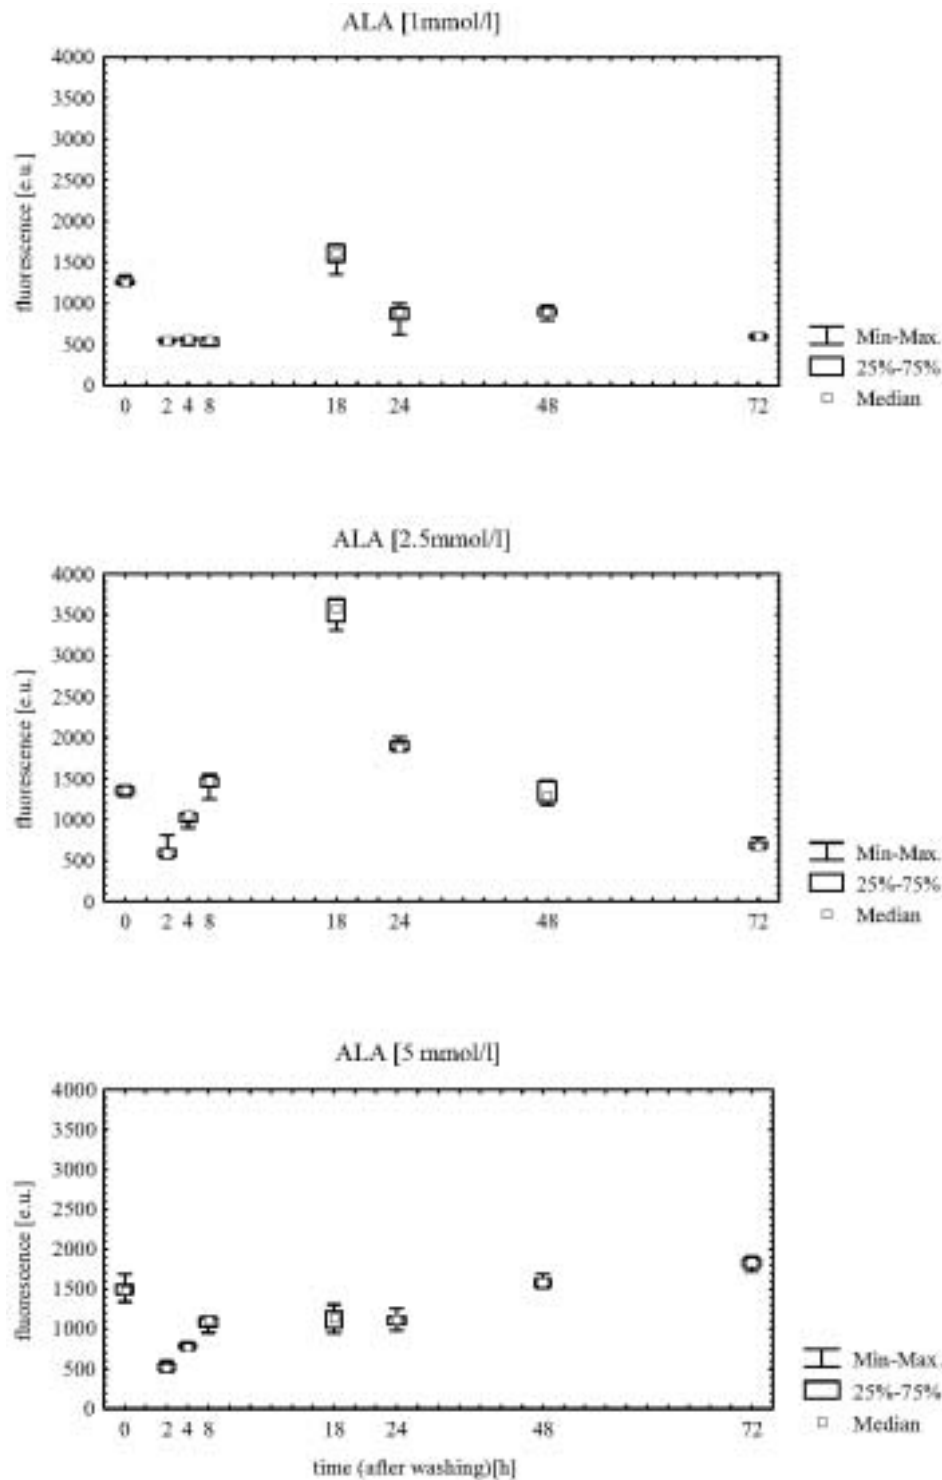 ALA [1mmol/l]
4000
3500
3000
2500
2000
1500
1000
500
0
fluorescence [e.u.]
0 2 4 8 18 24 48 72
Min-Max.
25%-75%
Median
ALA [2.5mmol/l]
4000
3500
3000
2500
2000
1500
1000
500
0
fluorescence [e.u.]
0 2 4 8 18 24 48 72
Min-Max.
25%-75%
Median
ALA [5 mmol/l]
4000
3500
3000
2500
2000
1500
1000
500
0
fluorescence [e.u.]
0 2 4 8 18 24 48 72
Min-Max.
25%-75%
Median
time (after washing)[h]